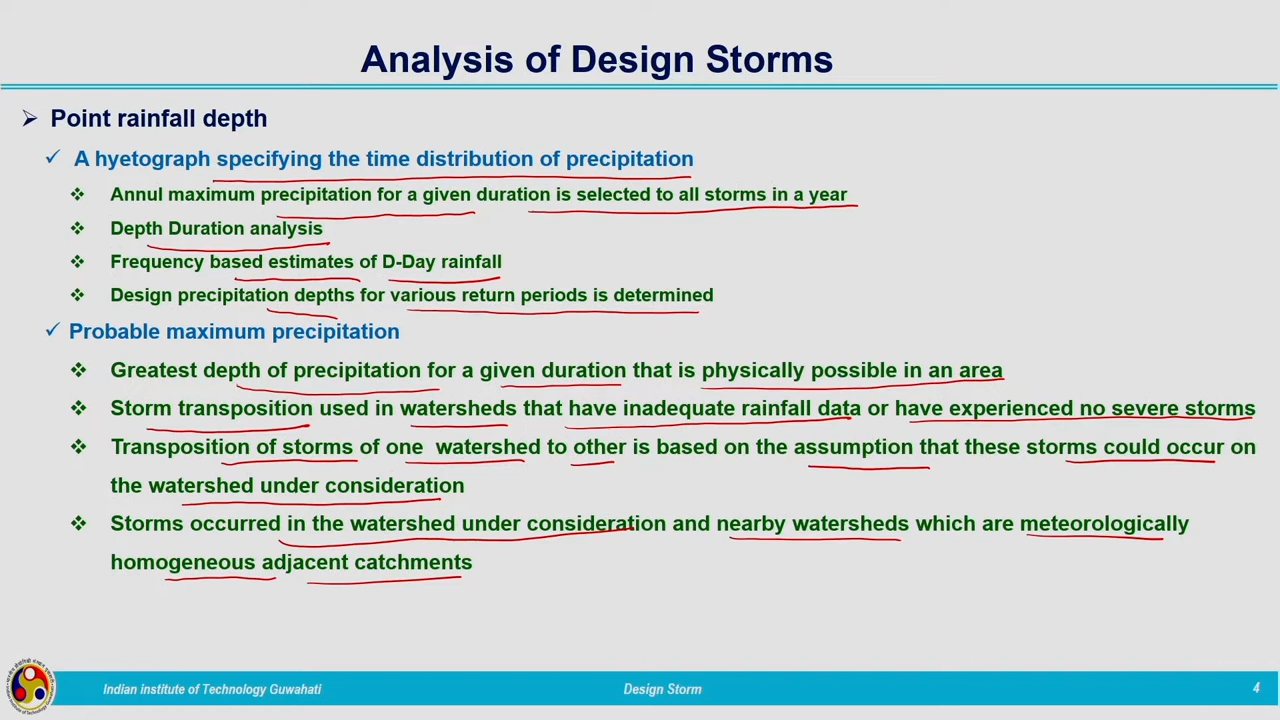 Analysis of Design Storms
Point rainfall depth
A hyetograph specifying the time distribution of precipitation
Annul maximum precipitation for a given duration is selected to all storms in a year
Depth Duration analysis
Frequency based estimates of D-Day rainfall
Design precipitation depths for various return periods is determined
Probable maximum precipitation
Greatest depth of precipitation for a given duration that is physically possible in an area
Storm transposition used in watersheds that have inadequate rainfall data or have experienced no severe storms
Transposition of storms of one watershed to other is based on the assumption that these storms could occur on
the watershed under consideration
Storms occurred in the watershed under consideration and nearby watersheds which are meteorologically
homogeneous adjacent catchments
Indian institute of Technology Guwahati
Design Storm
4